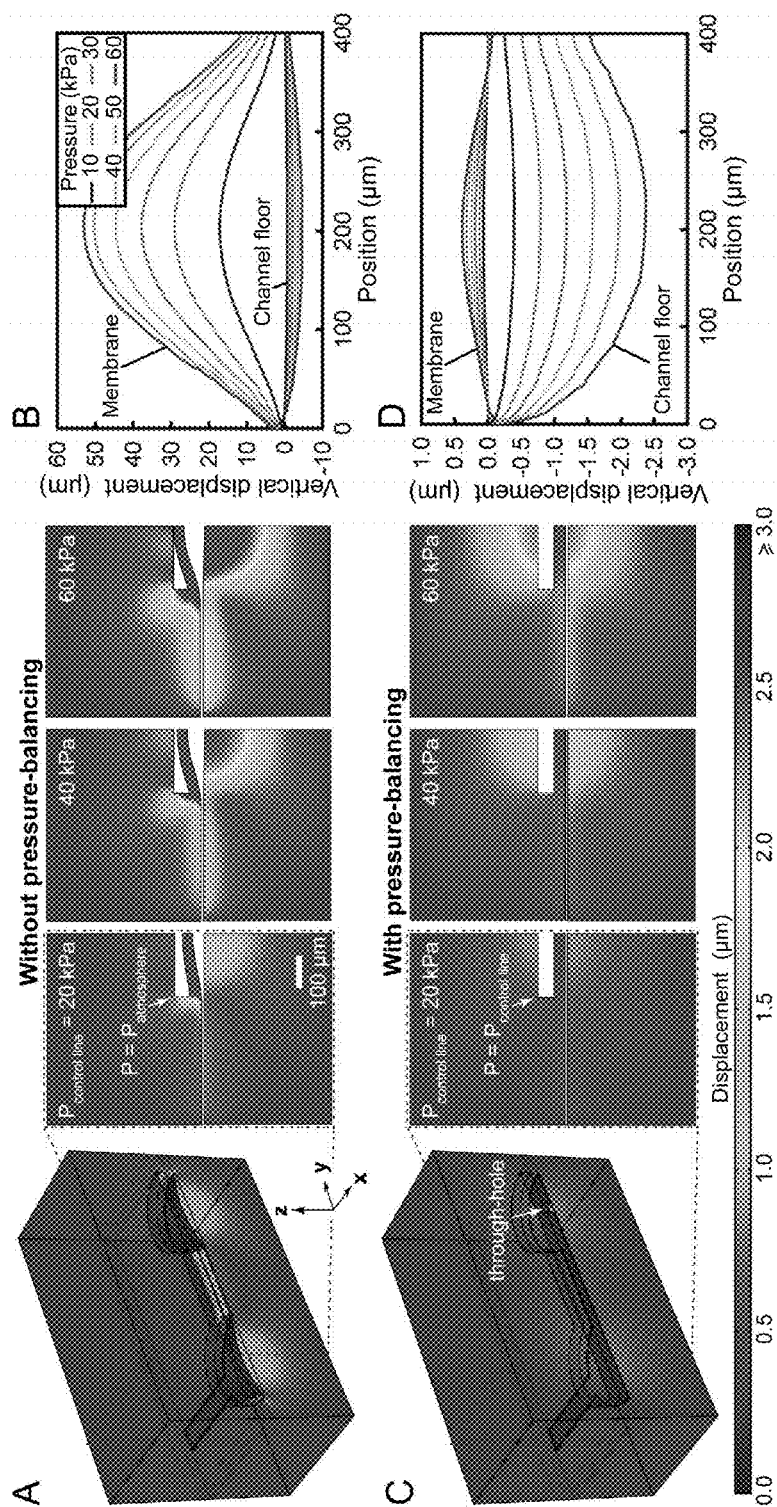 A
Without pressure-balancing
P control line = 20 kPa
P = P atmosphere
100 µm
40 kPa
60 kPa
z
y
x
B
Pressure (kPa)
10 20 30
40 50 60
Membrane
Channel floor
Vertical displacement (µm)
60
50
40
30
20
10
0
-10
0 100 200 300 400
Position (µm)
C
With pressure-balancing
through-hole
P control line = 20 kPa
P = P control line
40 kPa
60 kPa
D
Membrane
Channel floor
Vertical displacement (µm)
1.0
0.5
0.0
-0.5
-1.0
-1.5
-2.0
-2.5
-3.0
0 100 200 300 400
Position (µm)
Displacement (µm)
0.0 0.5 1.0 1.5 2.0 2.5 ⩾ 3.0